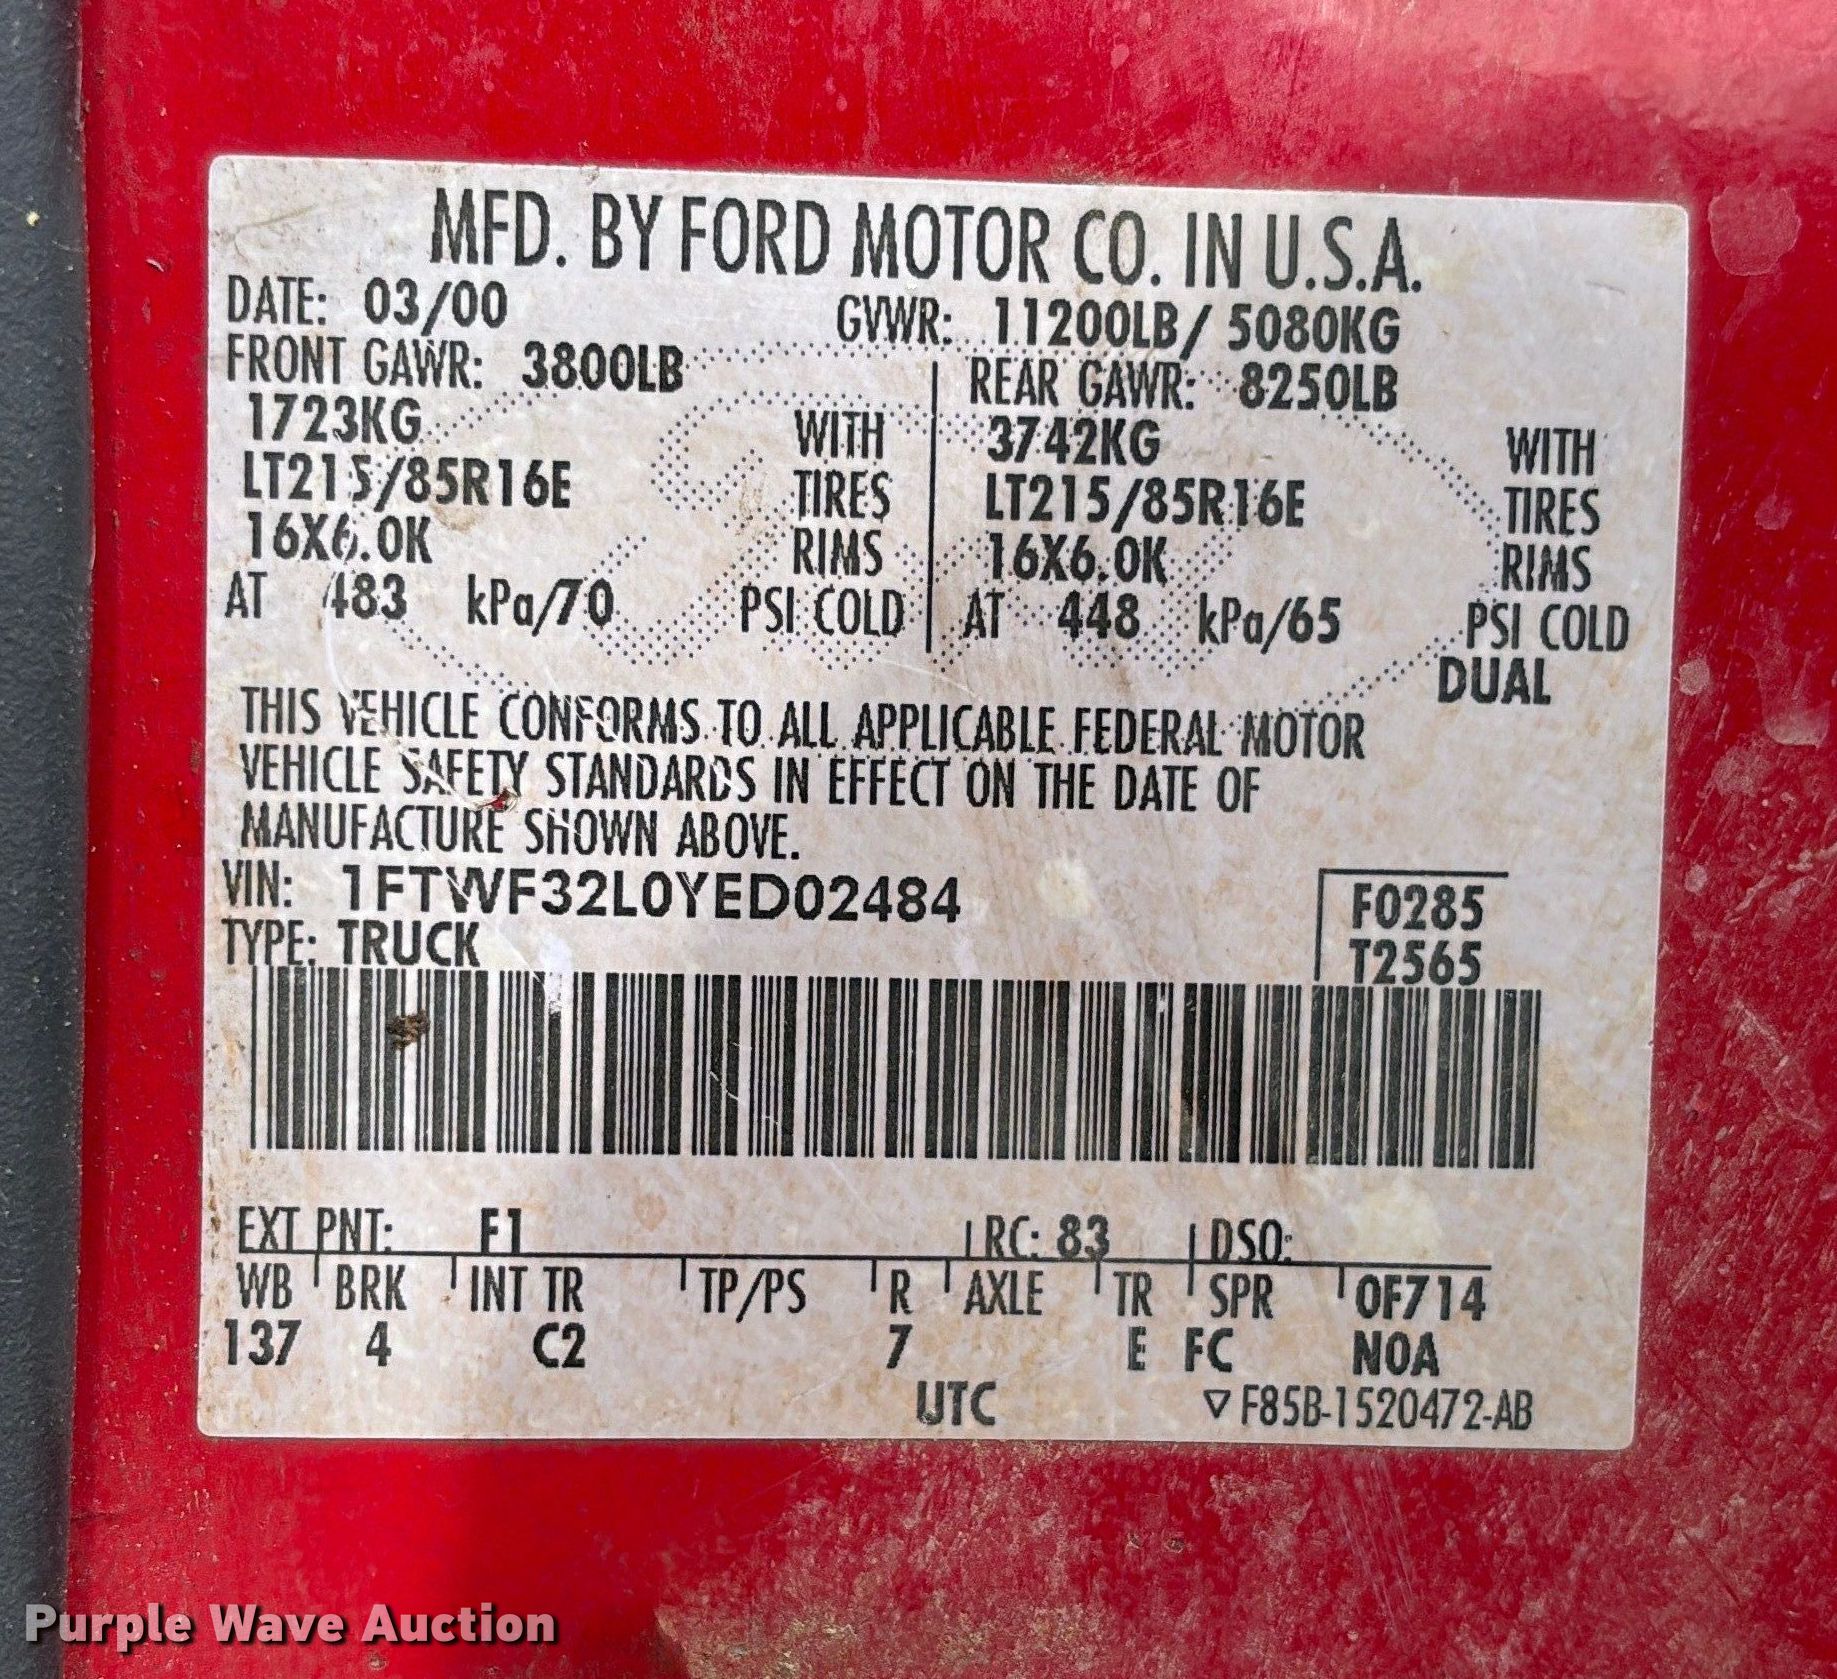 MFD. BY FORD MOTOR CO. IN U.S.A.
DATE: 03/00 GVWR: 11200LB/ 5080KG
FRONT GAWR: 3800LB REAR GAWR: 8250LB
1723KG WITH 3742KG WITH
LT215/85R16E TIRES LT215/85R16E TIRES
16X6.0K RIMS 16X6.0K RIMS
AT 483 kPa/70 PSI COLD AT 448 kPa/65 PSI COLD
DUAL
THIS VEHICLE CONFORMS TO ALL APPLICABLE FEDERAL MOTOR
VEHICLE SAFETY STANDARDS IN EFFECT ON THE DATE OF
MANUFACTURE SHOWN ABOVE.
VIN: 1FTWF32L0YED02484 F0285
TYPE: TRUCK T2565
EXT PNT: F1 RC: 83 DSO:
WB BRK INT TR TP/PS R AXLE TR SPR 0F714
137 4 C2 7 E FC NOA
UTC ▽F85B-1520472-AB
Purple Wave Auction